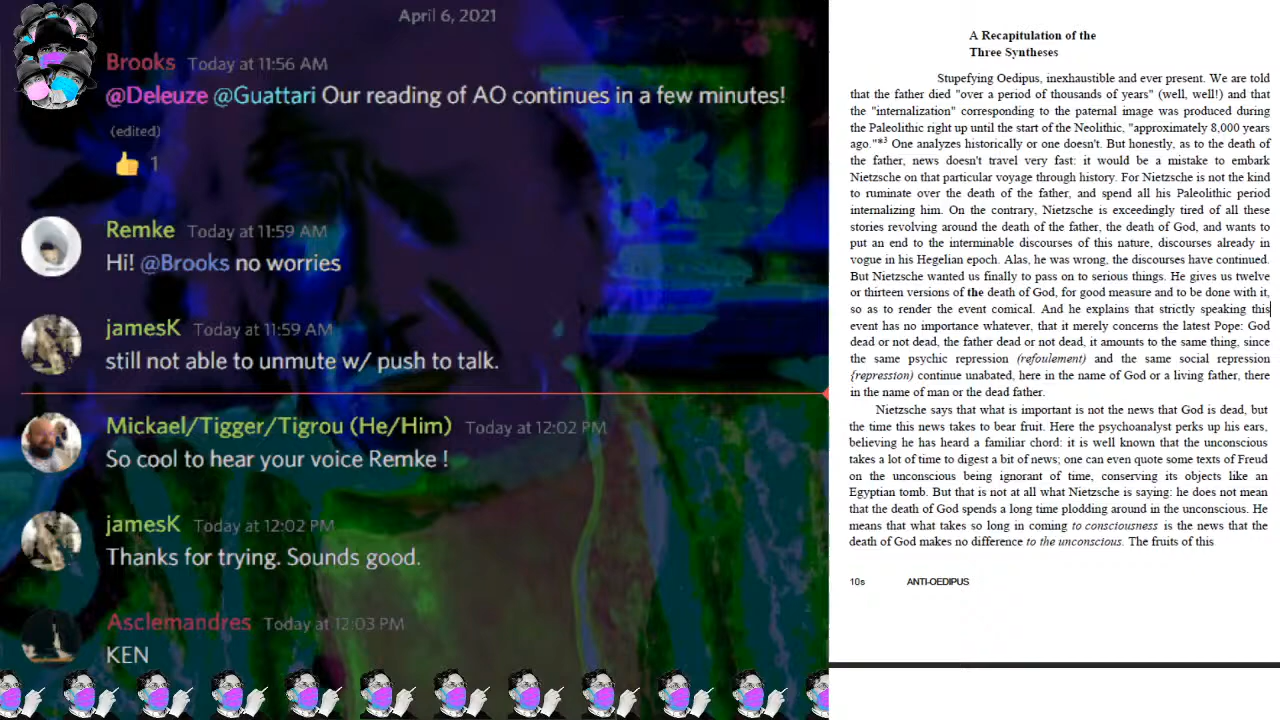 April 6, 2021
Brooks Today at 11:56 AM
@Deleuze @Guattari Our reading of AO continues in a few minutes!
(edited)
1
Remke Today at 11:59 AM
Hi! @Brooks no worries
jamesK Today at 11:59 AM
still not able to unmute w/ push to talk.
Mickael/Tigger/Tigrou (He/Him) Today at 12:02 PM
So cool to hear your voice Remke !
jamesK Today at 12:02 PM
Thanks for trying. Sounds good.
Asclemandres Today at 12:03 PM
KEN
A Recapitulation of the
Three Syntheses
Stupefying Oedipus, inexhaustible and ever present. We are told
that the father died "over a period of thousands of years" (well, well!) and that
the "internalization" corresponding to the paternal image was produced during
the Paleolithic right up until the start of the Neolithic, "approximately 8,000 years
ago."*³ One analyzes historically or one doesn't. But honestly, as to the death of
the father, news doesn't travel very fast: it would be a mistake to embark
Nietzsche on that particular voyage through history. For Nietzsche is not the kind
to ruminate over the death of the father, and spend all his Paleolithic period
internalizing him. On the contrary, Nietzsche is exceedingly tired of all these
stories revolving around the death of the father, the death of God, and wants to
put an end to the interminable discourses of this nature, discourses already in
vogue in his Hegelian epoch. Alas, he was wrong, the discourses have continued.
But Nietzsche wanted us finally to pass on to serious things. He gives us twelve
or thirteen versions of the death of God, for good measure and to be done with it,
so as to render the event comical. And he explains that strictly speaking this
event has no importance whatever, that it merely concerns the latest Pope: God
dead or not dead, the father dead or not dead, it amounts to the same thing, since
the same psychic repression (refoulement) and the same social repression
{repression) continue unabated, here in the name of God or a living father, there
in the name of man or the dead father.
Nietzsche says that what is important is not the news that God is dead, but
the time this news takes to bear fruit. Here the psychoanalyst perks up his ears,
believing he has heard a familiar chord: it is well known that the unconscious
takes a lot of time to digest a bit of news; one can even quote some texts of Freud
on the unconscious being ignorant of time, conserving its objects like an
Egyptian tomb. But that is not at all what Nietzsche is saying: he does not mean
that the death of God spends a long time plodding around in the unconscious. He
means that what takes so long in coming to consciousness is the news that the
death of God makes no difference to the unconscious. The fruits of this
10s ANTI-OEDIPUS